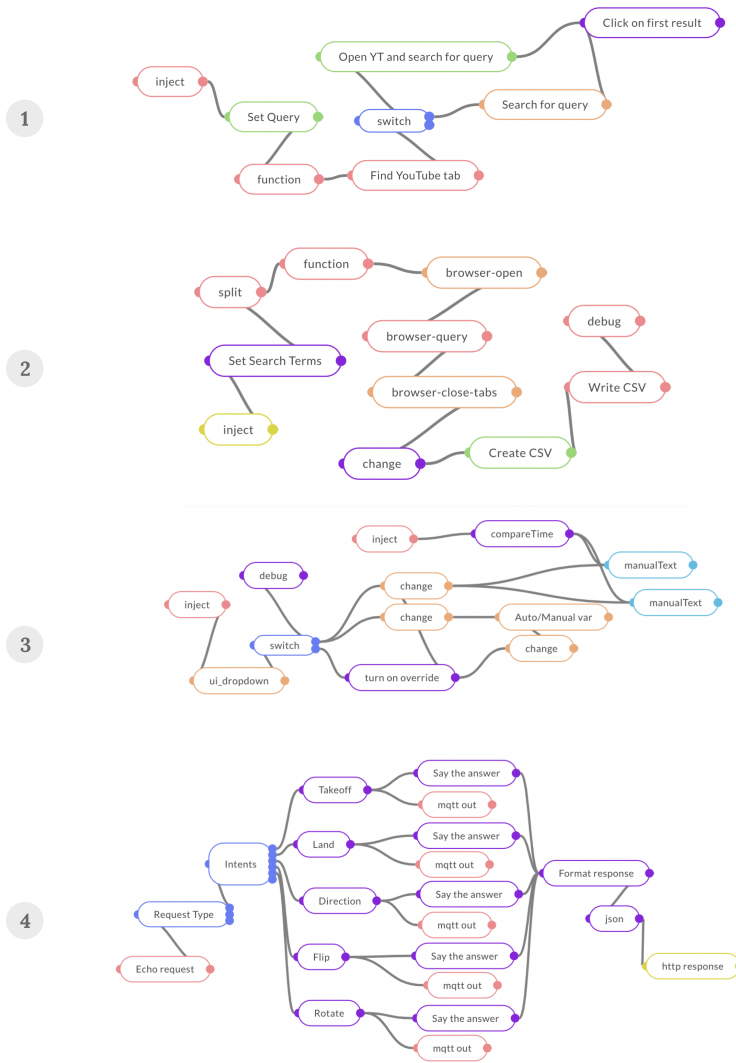 1
Click on first result
Open YT and search for query
inject
Search for query
Set Query
switch
function
Find YouTube tab
2
function
browser-open
split
debug
browser-query
Set Search Terms
Write CSV
browser-close-tabs
inject
Create CSV
change
3
inject
compareTime
manualText
debug
change
manualText
inject
change
Auto/Manual var
switch
change
ui_dropdown
turn on override
4
Say the answer
Takeoff
mqtt out
Say the answer
Land
Intents
mqtt out
Format response
Say the answer
Direction
Request Type
json
mqtt out
Say the answer
Flip
Echo request
http response
mqtt out
Rotate
Say the answer
mqtt out